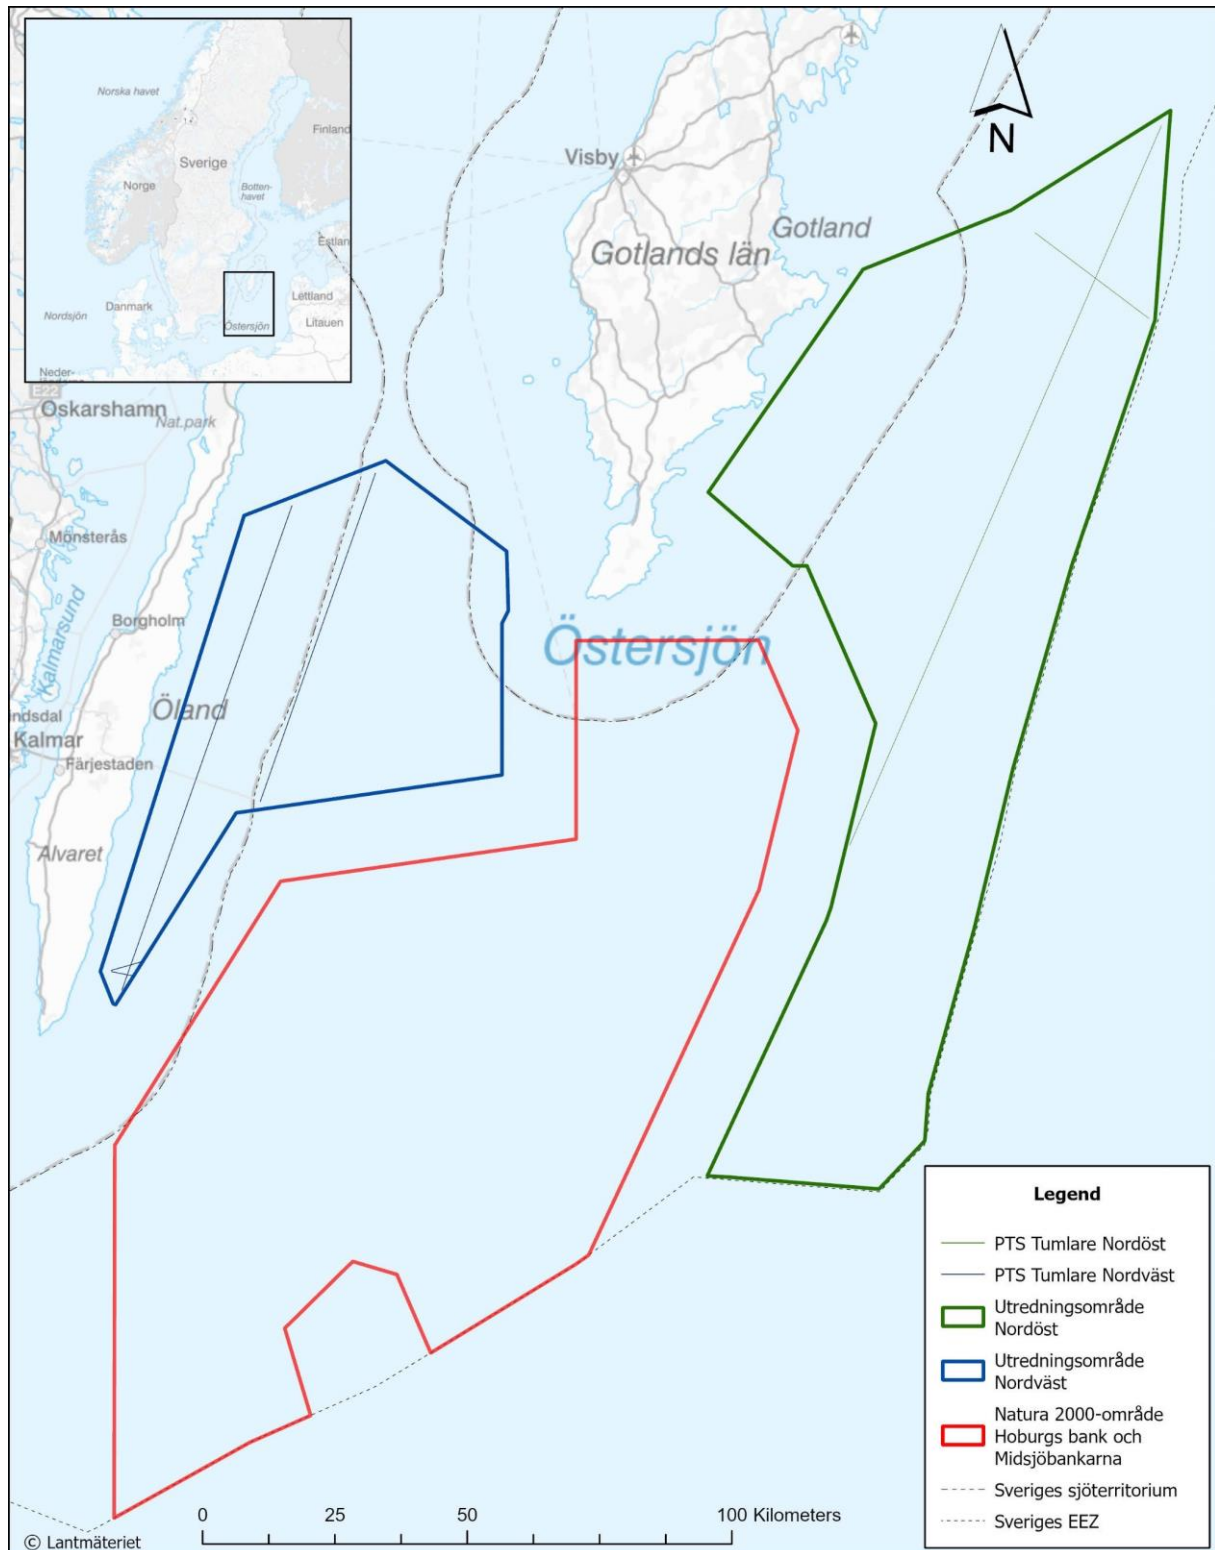 Norska havet
Finland
Sverige
Norge
Botten-
havet
Estlan
Danmark
Lettland
Nordsjön
Litauen
Östersjön
Neder-
E22
Oskarshamn
Nat.park
Visby
Gotland
Gotlands län
N
Mönsterås
Kalmarsund
Borgholm
Östersjön
Öland
ndsdal
Kalmar
Färjestaden
Alvaret
Legend
PTS Tumlare Nordöst
PTS Tumlare Nordväst
Utredningsområde
Nordöst
Utredningsområde
Nordväst
Natura 2000-område
Hoburgs bank och
Midsjöbankarna
Sveriges sjöterritorium
Sveriges EEZ
0 25 50 100 Kilometers
© Lantmäteriet